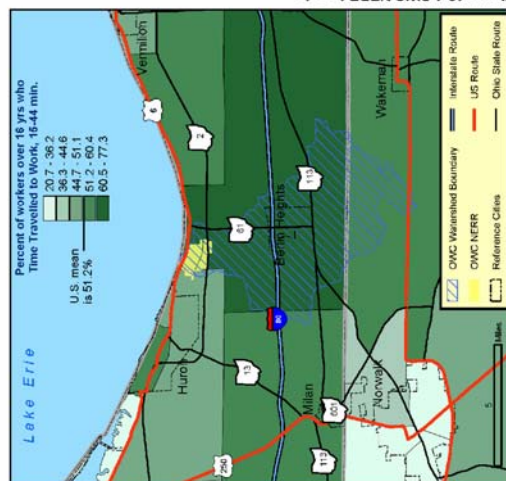 Lake Erie
Percent of workers over 16 yrs who
Time Travelled to Work, 15-44 min.
20.7 - 36.2
36.3 - 44.6
44.7 - 51.1
51.2 - 60.4
60.5 - 77.3
U.S. mean
is 51.2%
Vermilion
6
2
Huron
61
13
Berlin Heights
113
80
250
Milan
601
113
Norwalk
Wakeman
5
Miles
OWC Watershed Boundary
OWC NERR
Reference Cities
Interstate Route
US Route
Ohio State Route